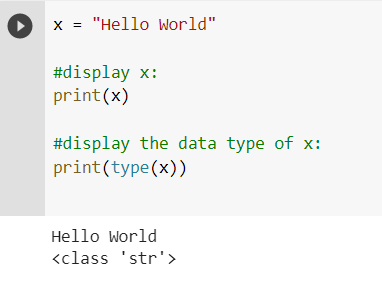 x = "Hello World"
#display x:
print(x)
#display the data type of x:
print(type(x))
Hello World
<class 'str'>